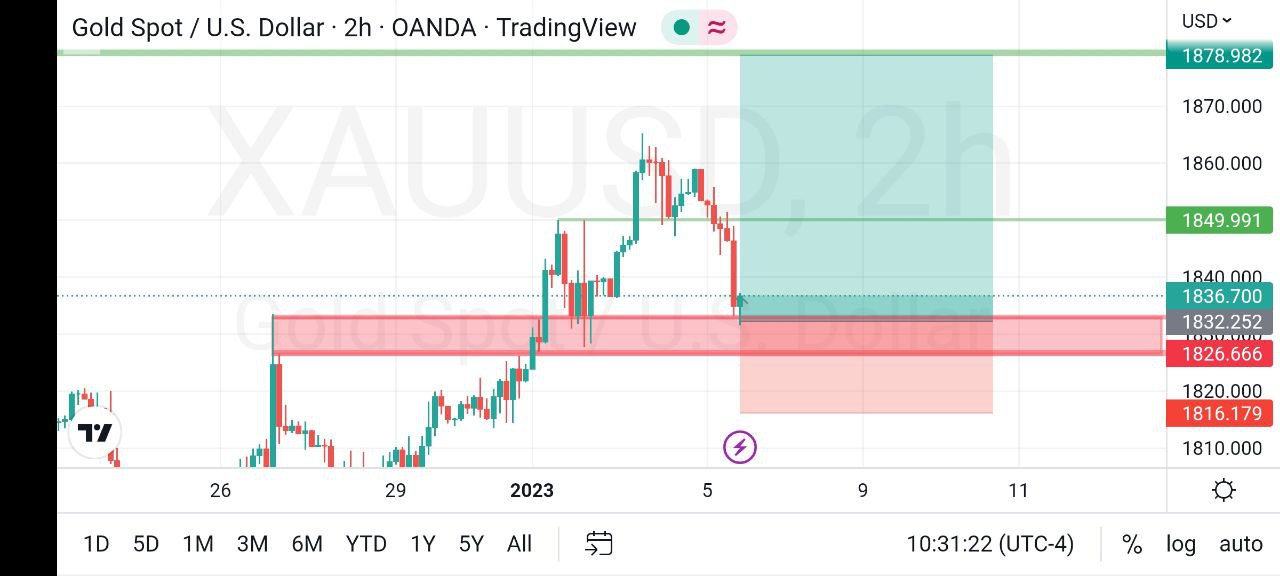 Gold Spot / U.S. Dollar · 2h · OANDA · TradingView
USD
1878.982
1870.000
XAUUSD, 2h
1860.000
1849.991
1840.000
1836.700
Gold Spot / U.S. Dollar
1832.252
1830.000
1826.666
1820.000
1816.179
1810.000
26 29 2023 5 9 11
1D 5D 1M 3M 6M YTD 1Y 5Y All 10:31:22 (UTC-4) % log auto